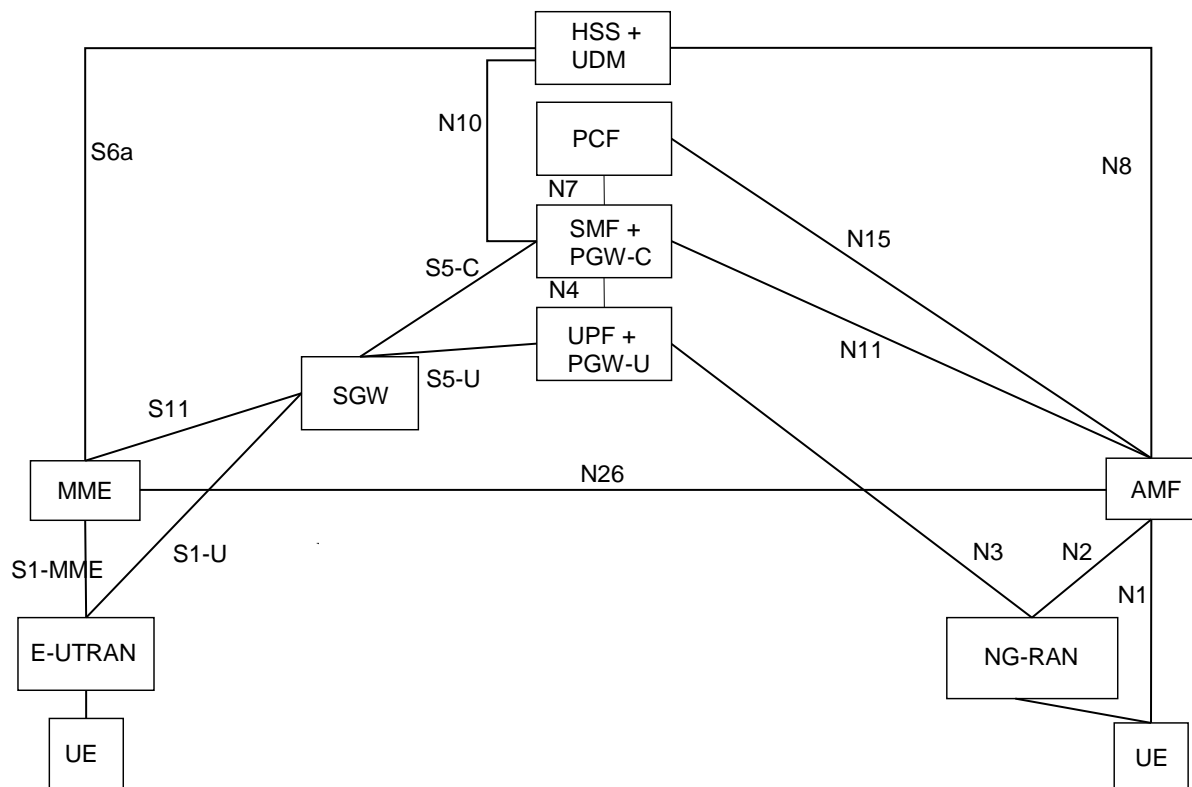 HSS +
UDM
N10
PCF
S6a
N8
N7
SMF +
PGW-C
N15
S5-C
N4
UPF +
PGW-U
N11
S5-U
SGW
S11
N26
MME
AMF
S1-U
N3
N2
S1-MME
N1
E-UTRAN
NG-RAN
UE
UE